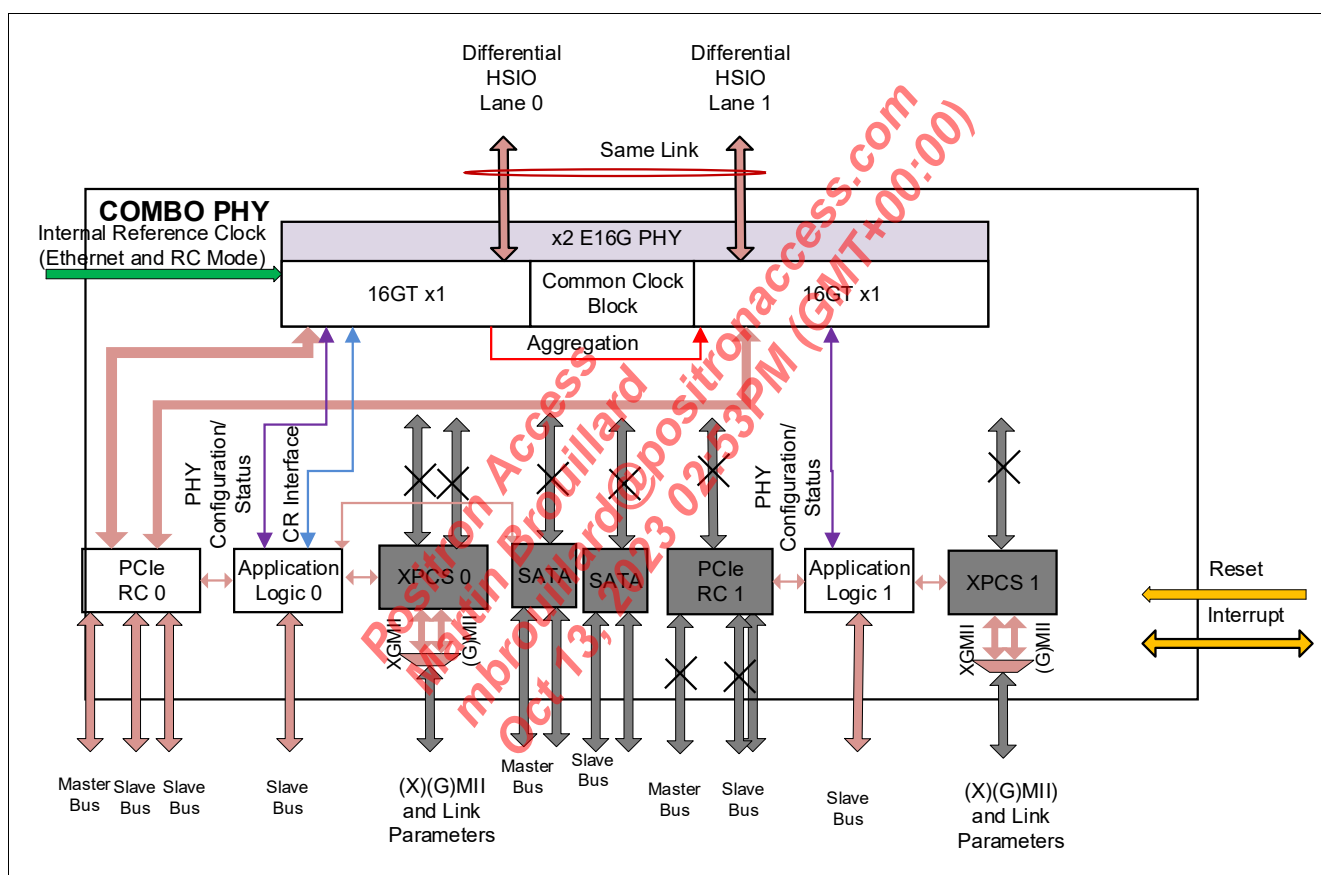 Differential
HSIO
Lane 0
Differential
HSIO
Lane 1
Same Link
COMBO PHY
Internal Reference Clock
(Ethernet and RC Mode)
x2 E16G PHY
16GT x1
Common Clock
Block
16GT x1
Aggregation
PHY
Configuration/
Status
CR Interface
PHY
Configuration/
Status
PCIe
RC 0
Application
Logic 0
XPCS 0
SATA
SATA
PCIe
RC 1
Application
Logic 1
XPCS 1
Reset
Interrupt
XGMII
(G)MII
XGMII
(G)MII
Master
Bus
Slave
Bus
Slave
Bus
Slave
Bus
(X)(G)MII
and Link
Parameters
Master
Bus
Slave
Bus
Master
Bus
Slave
Bus
Slave
Bus
(X)(G)MII)
and Link
Parameters
Positron Access
Martin Brouillard
mbrouillard@positronaccess.com
Oct 13, 2023 02:53PM (GMT+00:00)